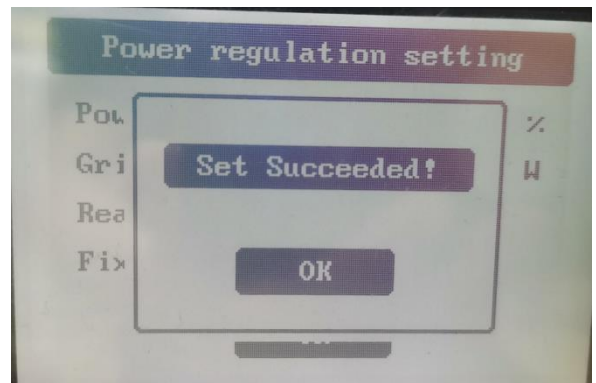 Power regulation setting
Pow
%
Set Succeeded!
Gri
W
Rea
Fix
OK